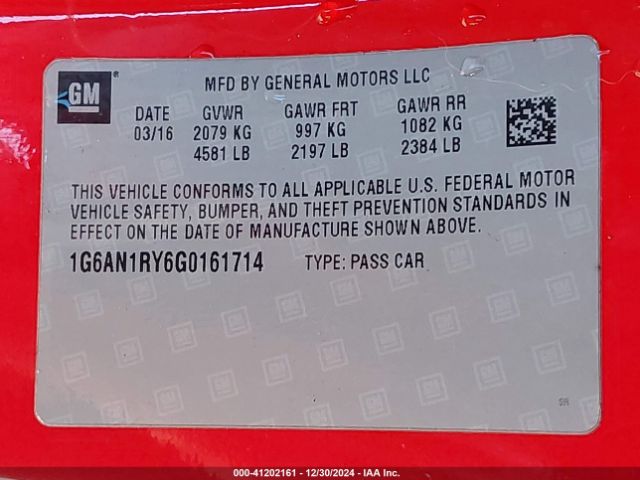 GM ®
MFD BY GENERAL MOTORS LLC
DATE GVWR GAWR FRT GAWR RR
03/16 2079 KG 997 KG 1082 KG
4581 LB 2197 LB 2384 LB
THIS VEHICLE CONFORMS TO ALL APPLICABLE U.S. FEDERAL MOTOR
VEHICLE SAFETY, BUMPER, AND THEFT PREVENTION STANDARDS IN
EFFECT ON THE DATE OF MANUFACTURE SHOWN ABOVE.
1G6AN1RY6G0161714 TYPE: PASS CAR
000-41202161 - 12/30/2024 - IAA Inc.